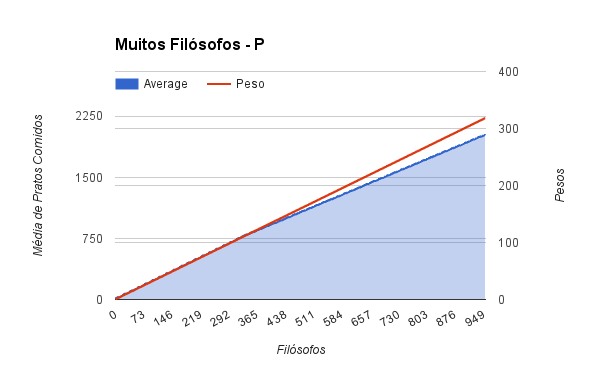 Muitos Filósofos - P
Average
Peso
Média de Pratos Comidos
2250
1500
750
0
400
300
200
100
0
Pesos
0 73 146 219 292 365 438 511 584 657 730 803 876 949
Filósofos